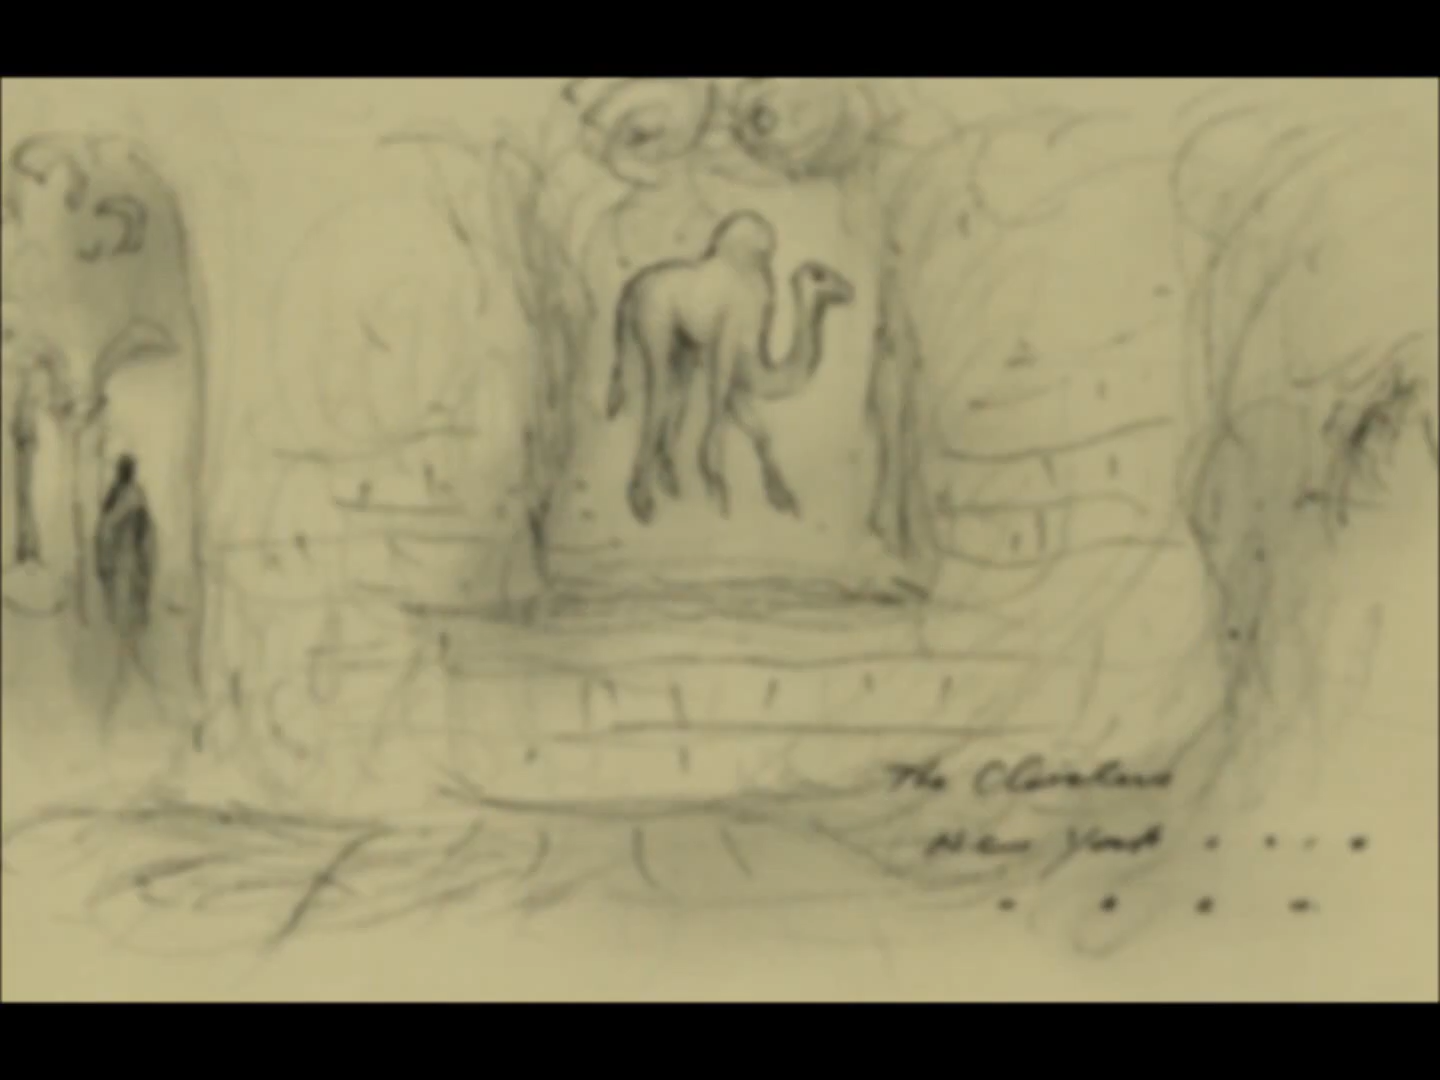 The Cloisters
New York . . . .
. . . .